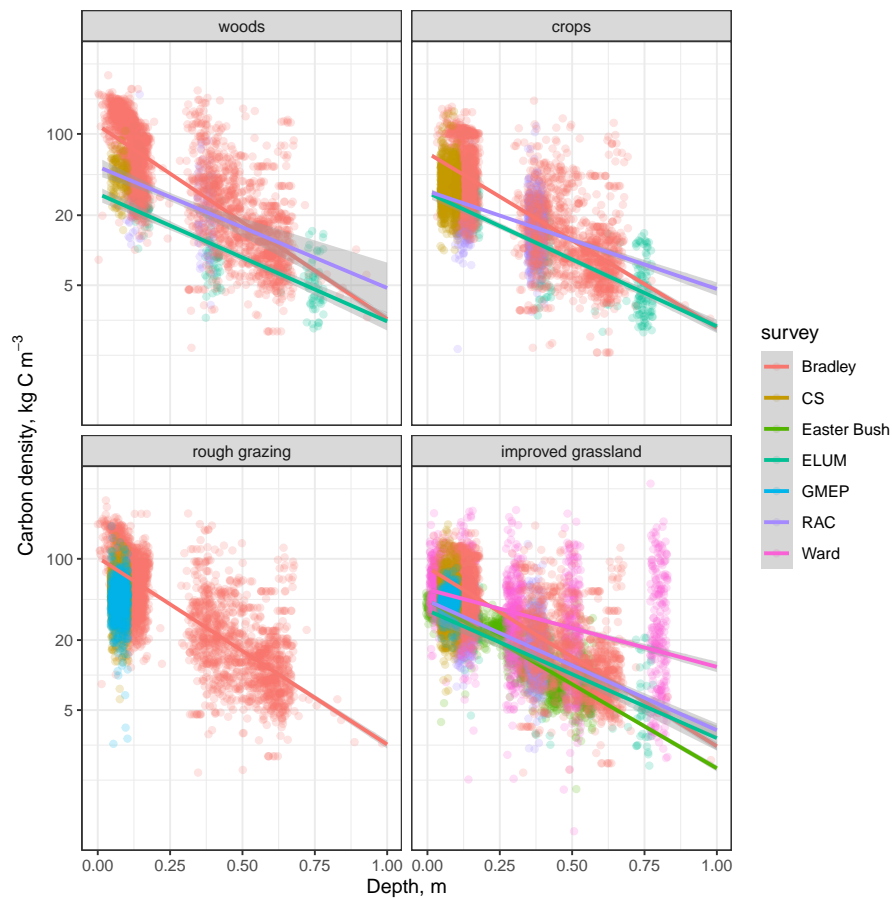 woods
crops
100
20
5
rough grazing
improved grassland
100
20
5
0.00
0.25
0.50
0.75
1.00
0.00
0.25
0.50
0.75
1.00
Depth, m
Carbon density, kg C m⁻³
survey
Bradley
CS
Easter Bush
ELUM
GMEP
RAC
Ward